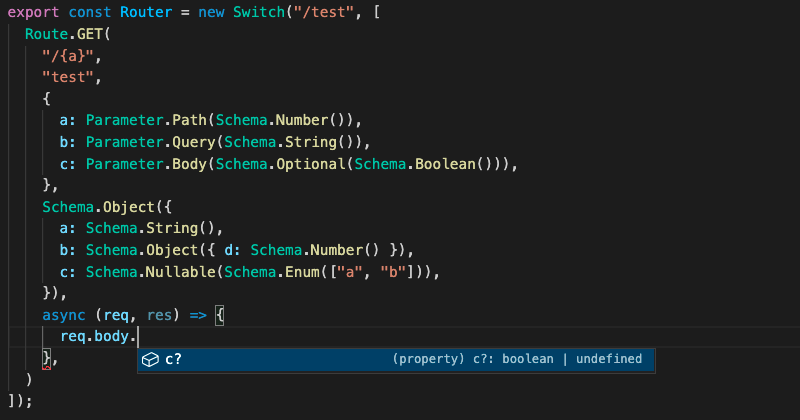 export const Router = new Switch("/test", [
Route.GET(
"/{a}",
"test",
{
a: Parameter.Path(Schema.Number()),
b: Parameter.Query(Schema.String()),
c: Parameter.Body(Schema.Optional(Schema.Boolean())),
},
Schema.Object({
a: Schema.String(),
b: Schema.Object({ d: Schema.Number() }),
c: Schema.Nullable(Schema.Enum(["a", "b"])),
}),
async (req, res) => {
req.body.
c? (property) c?: boolean | undefined
},
)
]);